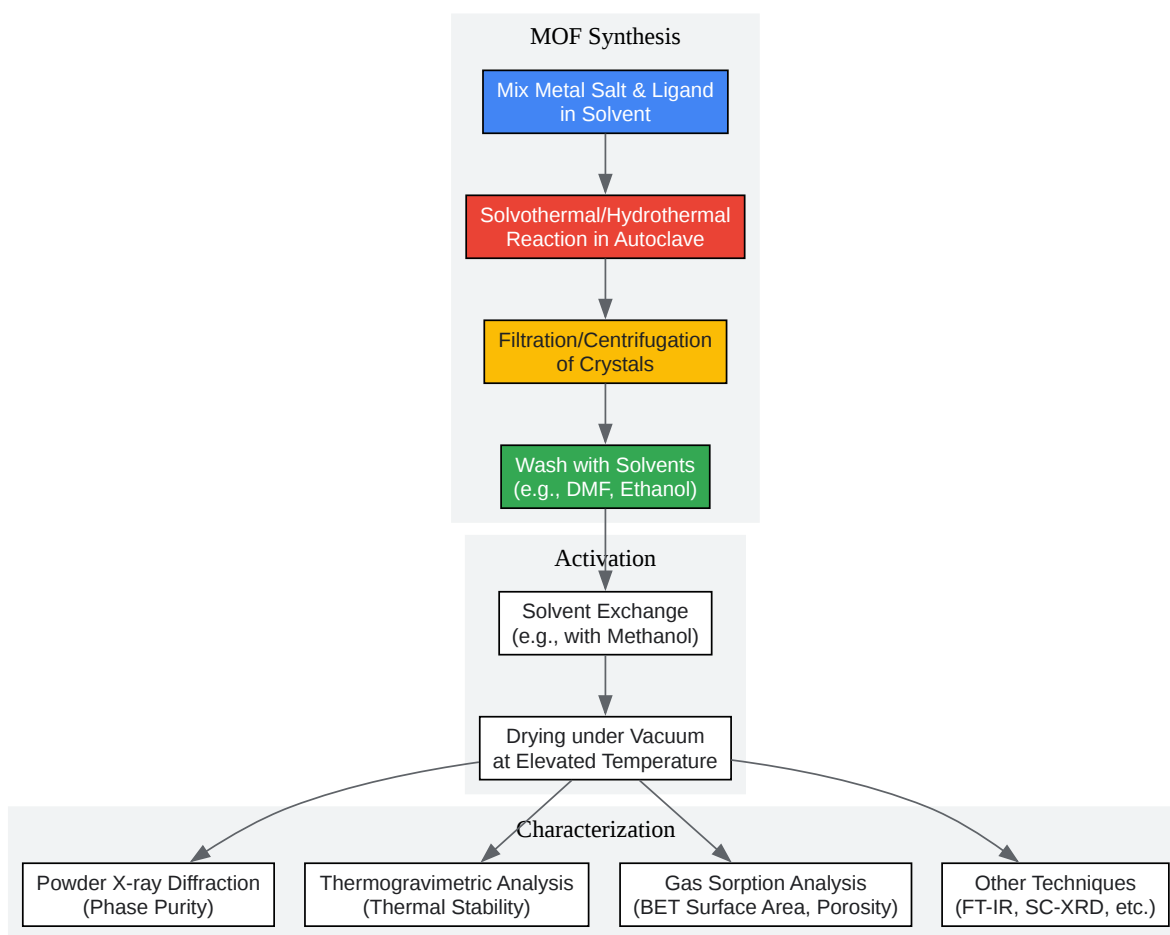 MOF Synthesis
Mix Metal Salt & Ligand
in Solvent
Solvothermal/Hydrothermal
Reaction in Autoclave
Filtration/Centrifugation
of Crystals
Wash with Solvents
(e.g., DMF, Ethanol)
Activation
Solvent Exchange
(e.g., with Methanol)
Drying under Vacuum
at Elevated Temperature
Characterization
Powder X-ray Diffraction
(Phase Purity)
Thermogravimetric Analysis
(Thermal Stability)
Gas Sorption Analysis
(BET Surface Area, Porosity)
Other Techniques
(FT-IR, SC-XRD, etc.)